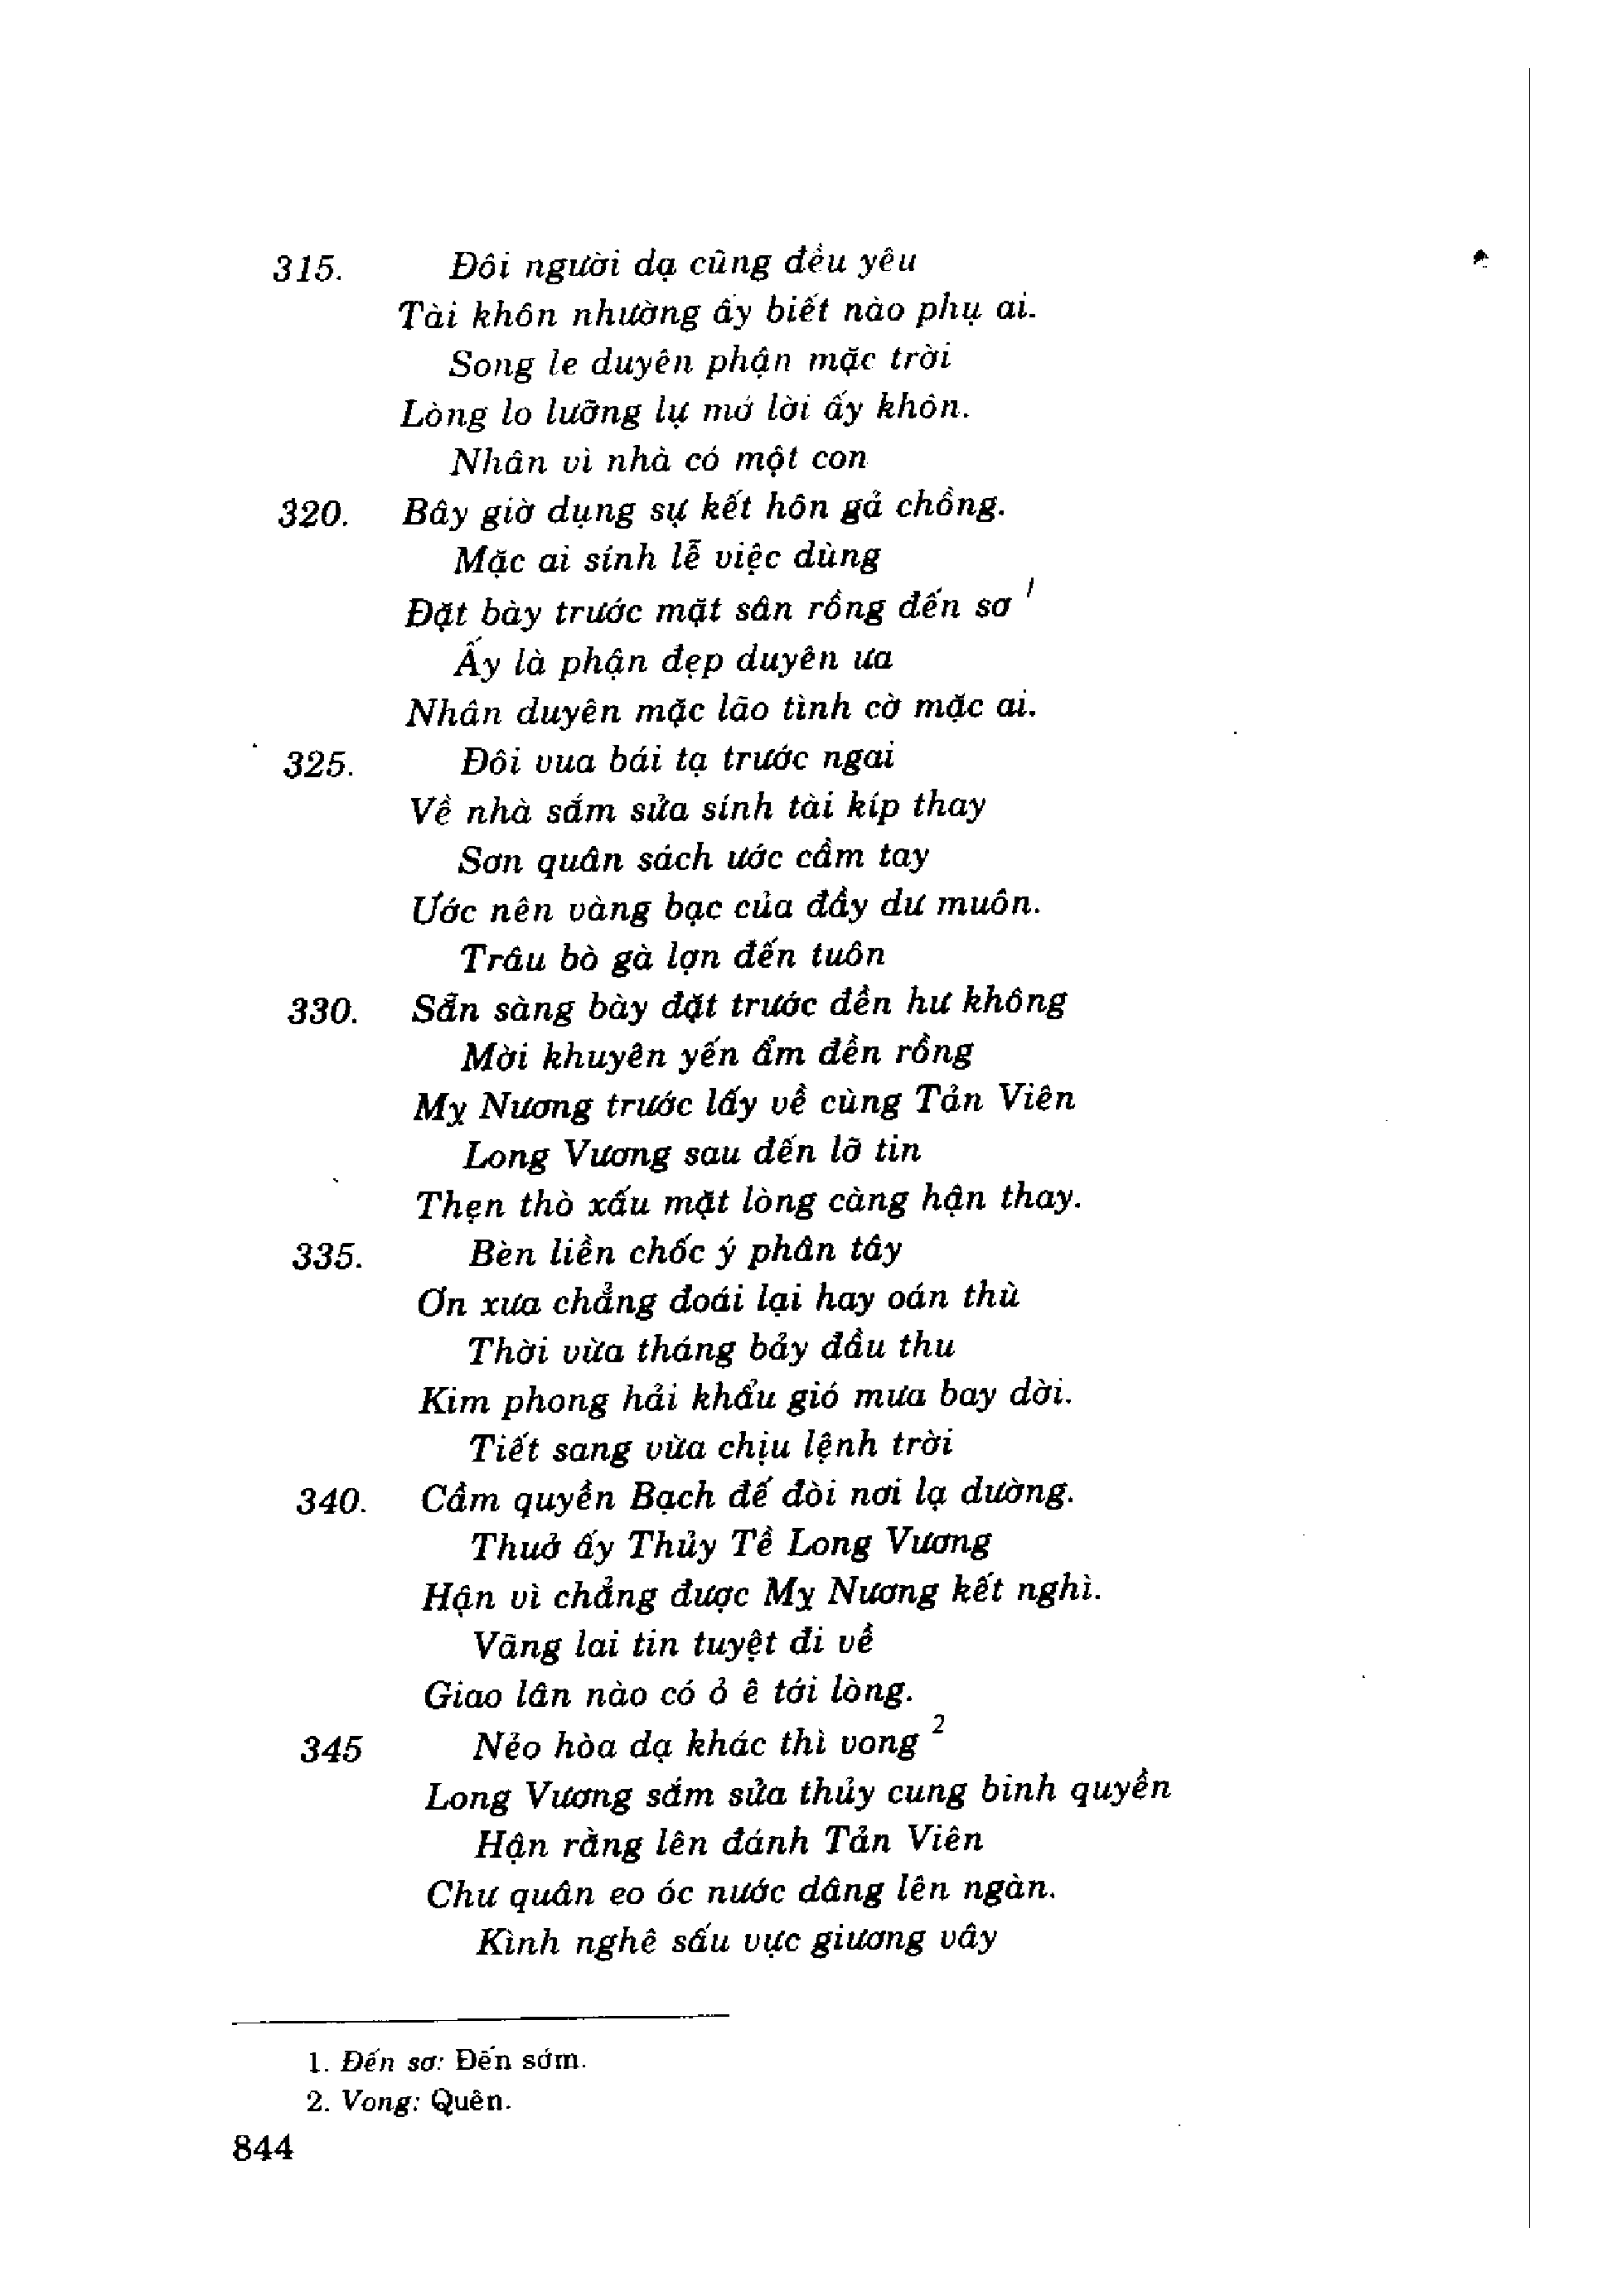 315. Đôi người dạ cũng đều yêu
Tài khôn nhường ấy biết nào phụ ai.
Song le duyên phận mặc trời
Lòng lo lưỡng lự mở lời ấy khôn.
Nhân vì nhà có một con
320. Bây giờ dụng sự kết hôn gả chồng.
Mặc ai sính lễ việc dùng
Đặt bày trước mặt sân rồng đến sơ 1
Ấy là phận đẹp duyên ưa
Nhân duyên mặc lão tình cờ mặc ai.
325. Đôi vua bái tạ trước ngai
Về nhà sắm sửa sính tài kíp thay
Sơn quân sách ước cầm tay
Ước nên vàng bạc của đầy dư muôn.
Trâu bò gà lợn đến tuôn
330. Sẵn sàng bày đặt trước đền hư không
Mời khuyên yến ẩm đền rồng
Mỵ Nương trước lấy về cùng Tản Viên
Long Vương sau đến lỡ tin
Thẹn thò xấu mặt lòng càng hận thay.
335. Bèn liền chốc ý phân tây
Ơn xưa chẳng đoái lại hay oán thù
Thời vừa tháng bảy đầu thu
Kim phong hải khẩu gió mưa bay dời.
Tiết sang vừa chịu lệnh trời
340. Cầm quyền Bạch đế đòi nơi lạ dường.
Thuở ấy Thủy Tề Long Vương
Hận vì chẳng được Mỵ Nương kết nghì.
Vãng lai tin tuyệt đi về
Giao lân nào có ỏ ê tới lòng.
345 Nẻo hòa dạ khác thì vong 2
Long Vương sắm sửa thủy cung binh quyền
Hận rằng lên đánh Tản Viên
Chư quân eo óc nước dâng lên ngàn.
Kình nghê sấu vực giương vây
1. Đến sơ: Đến sớm.
2. Vong: Quên.
844